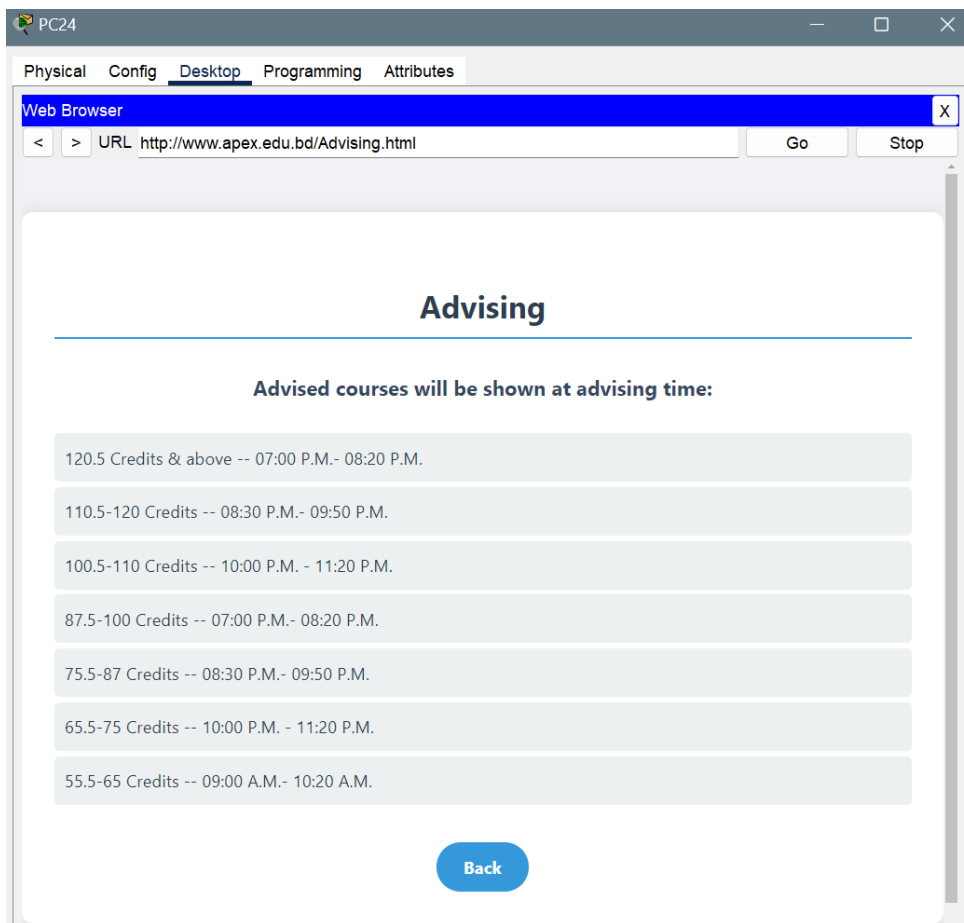 PC24
Physical Config Desktop Programming Attributes
Web Browser X
< > URL http://www.apex.edu.bd/Advising.html Go Stop
Advising
Advised courses will be shown at advising time:
120.5 Credits & above -- 07:00 P.M.- 08:20 P.M.
110.5-120 Credits -- 08:30 P.M.- 09:50 P.M.
100.5-110 Credits -- 10:00 P.M. - 11:20 P.M.
87.5-100 Credits -- 07:00 P.M.- 08:20 P.M.
75.5-87 Credits -- 08:30 P.M.- 09:50 P.M.
65.5-75 Credits -- 10:00 P.M. - 11:20 P.M.
55.5-65 Credits -- 09:00 A.M.- 10:20 A.M.
Back